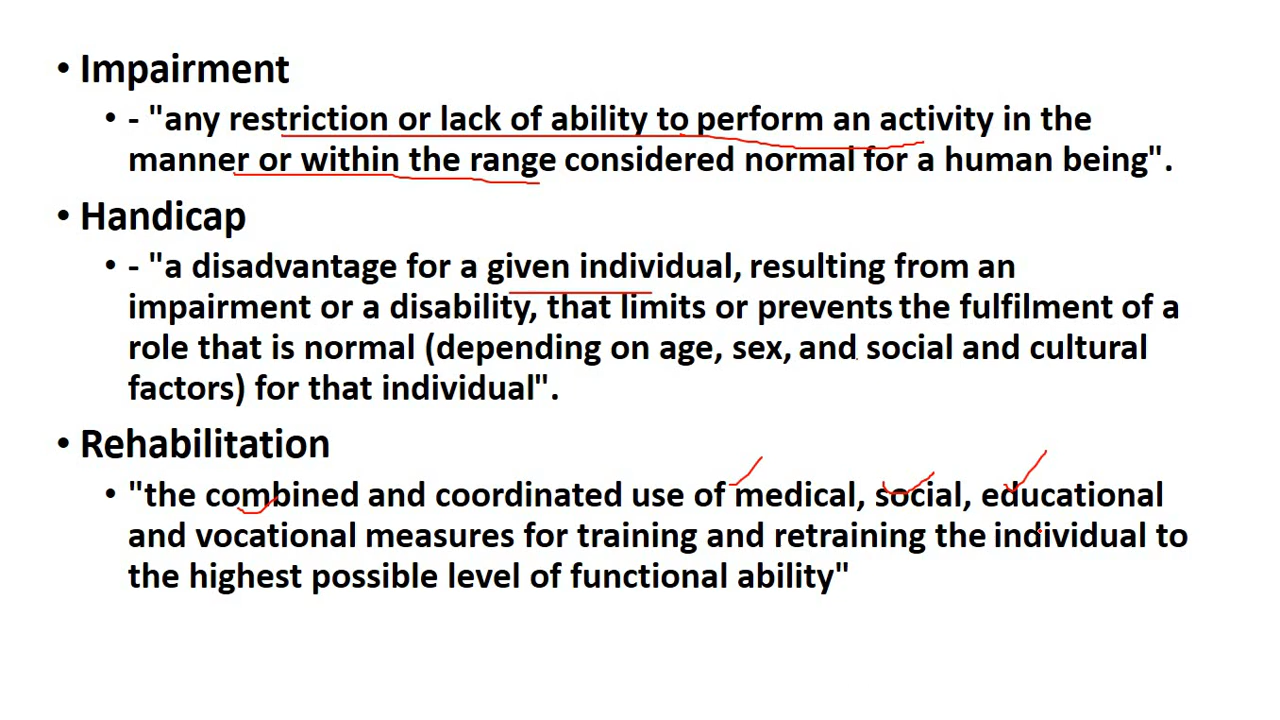 • Impairment
• - "any restriction or lack of ability to perform an activity in the
manner or within the range considered normal for a human being".
• Handicap
• - "a disadvantage for a given individual, resulting from an
impairment or a disability, that limits or prevents the fulfilment of a
role that is normal (depending on age, sex, and social and cultural
factors) for that individual".
• Rehabilitation
• "the combined and coordinated use of medical, social, educational
and vocational measures for training and retraining the individual to
the highest possible level of functional ability"